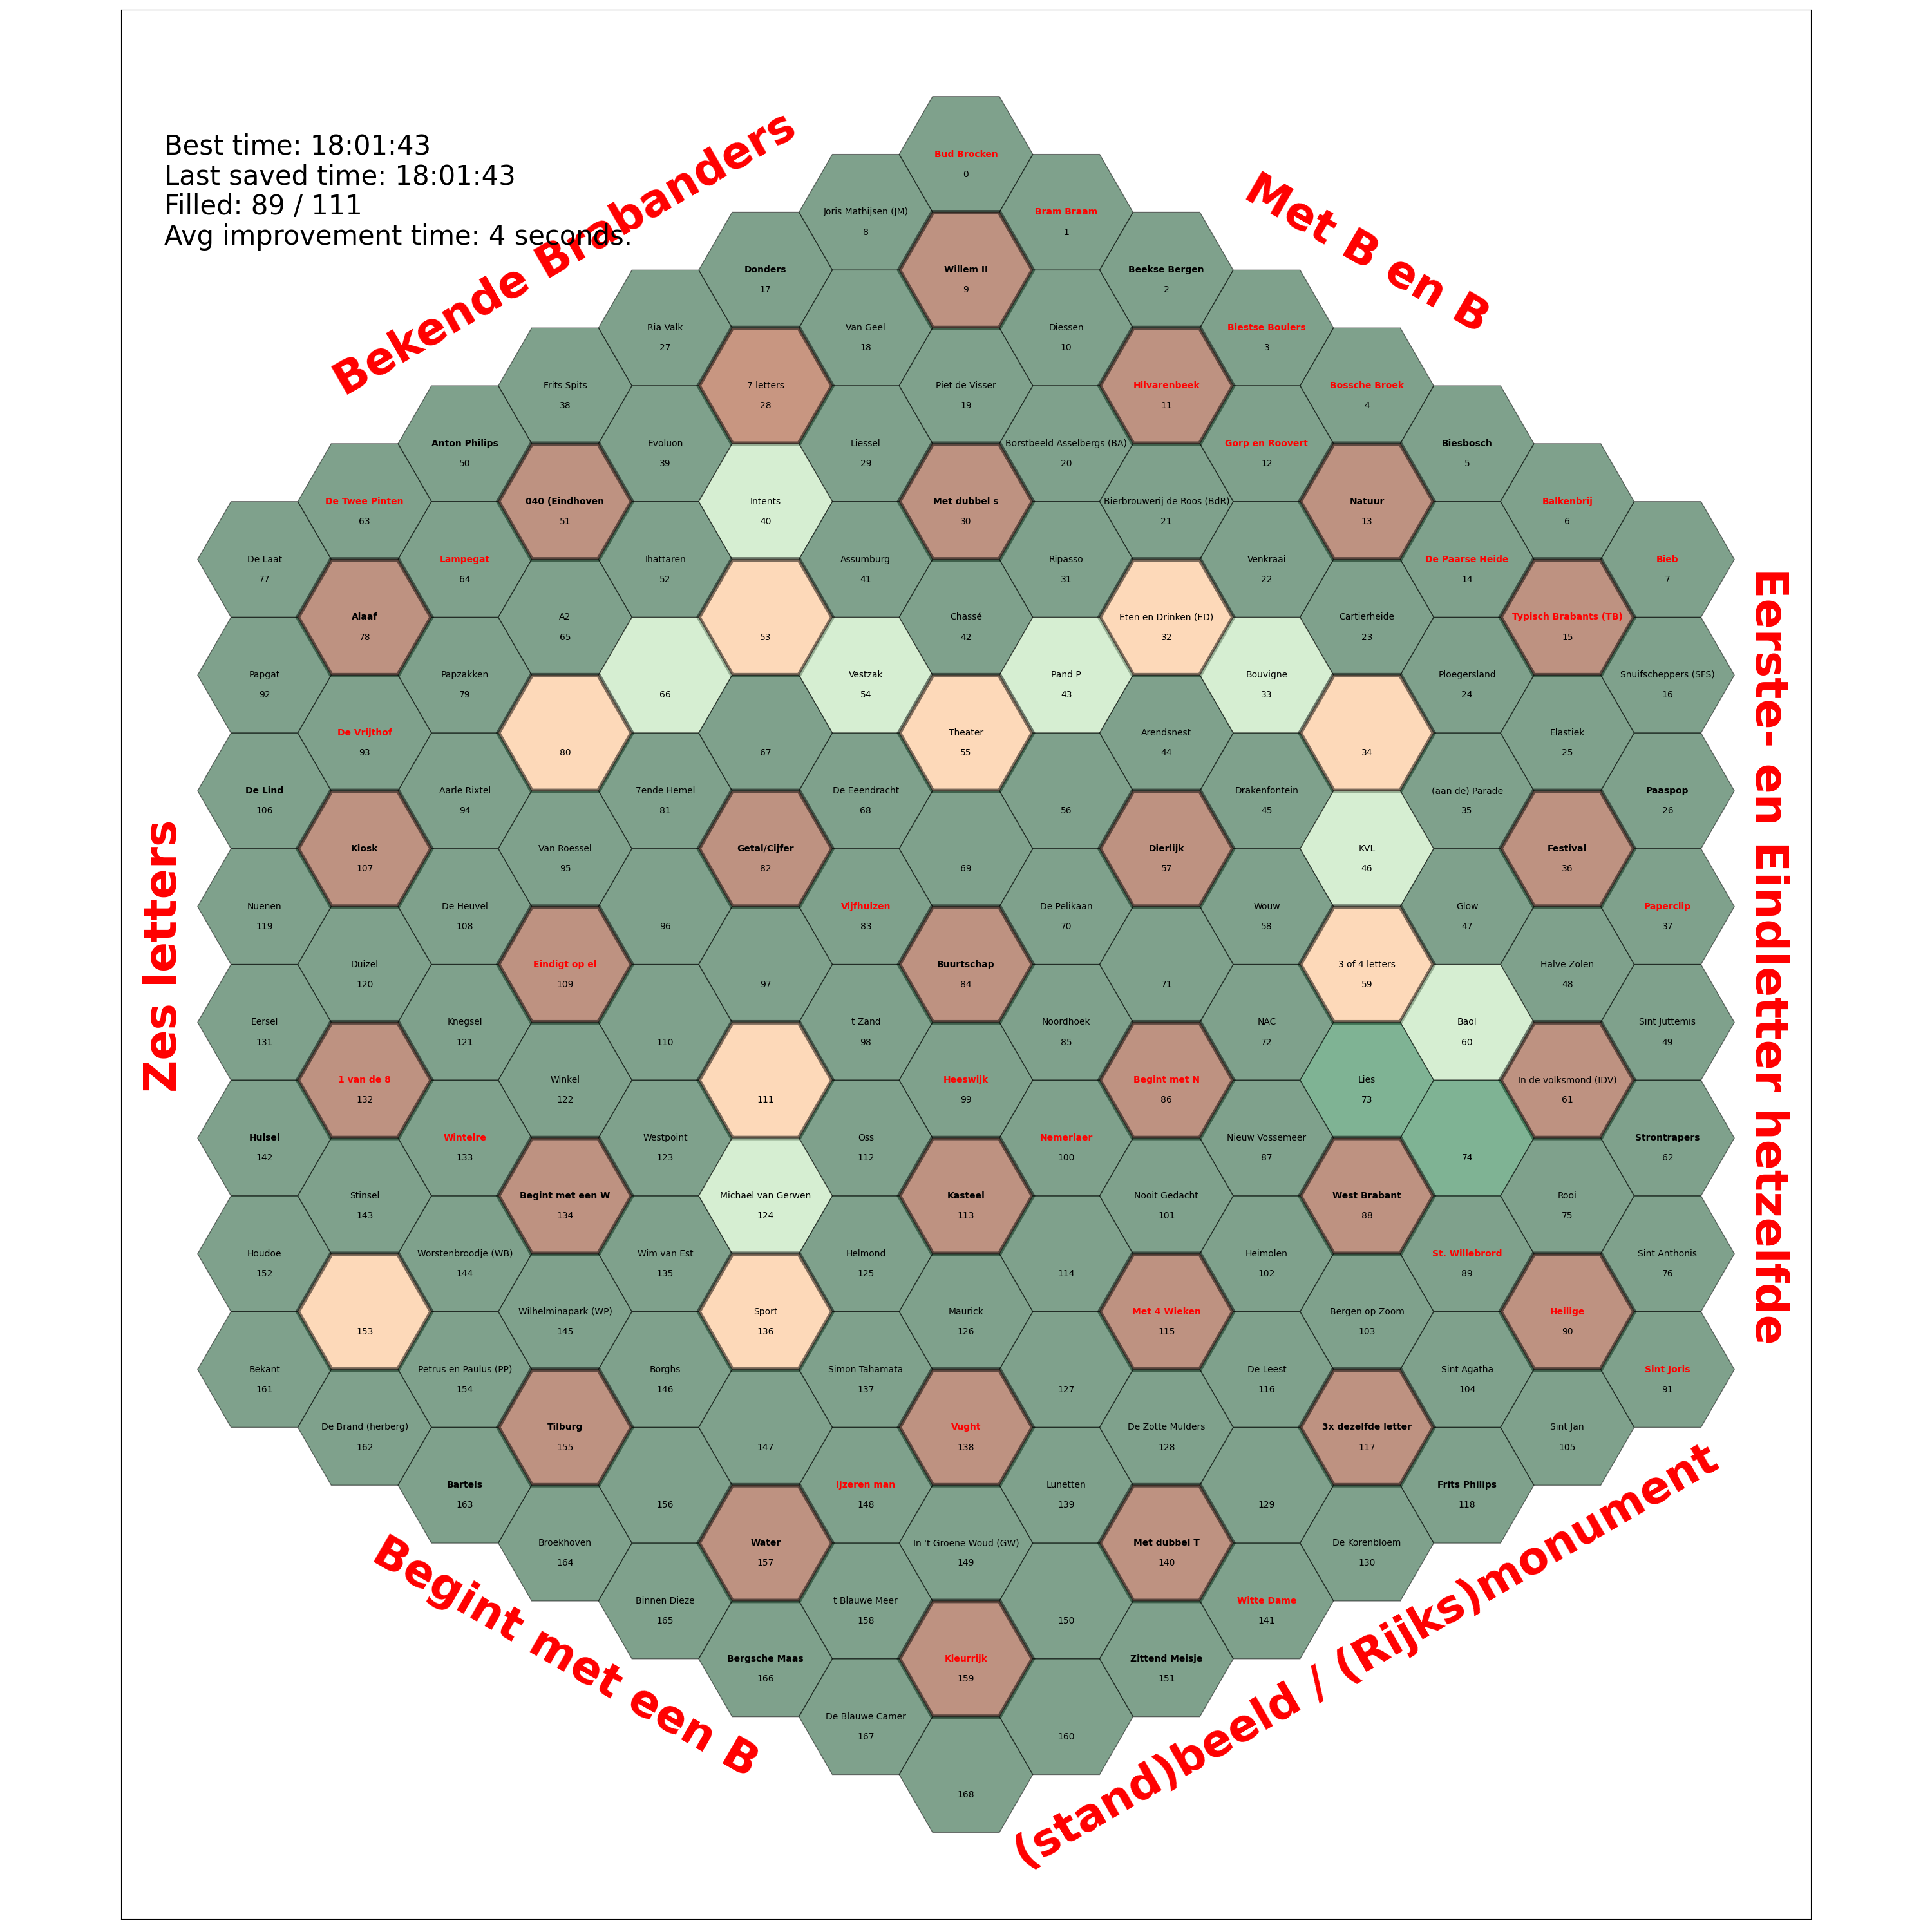 Best time: 18:01:43
Last saved time: 18:01:43
Filled: 89 / 111
Avg improvement time: 4 seconds.
Bekende Brabanders
Met B en B
Eerste- en Eindletter hetzelfde
(stand)beeld / (Rijks)monument
Begint met een B
Zes letters
Bud Brocken
0
Bram Braam
1
Beekse Bergen
2
Biestse Boulers
3
Bossche Broek
4
Biesbosch
5
Balkenbrij
6
Bieb
7
Joris Mathijsen (JM)
8
Willem II
9
Diessen
10
Hilvarenbeek
11
Gorp en Roovert
12
Natuur
13
De Paarse Heide
14
Typisch Brabants (TB)
15
Snuifscheppers (SFS)
16
Donders
17
Van Geel
18
Piet de Visser
19
Borstbeeld Asselbergs (BA)
20
Bierbrouwerij de Roos (BdR)
21
Venkraai
22
Cartierheide
23
Ploegersland
24
Elastiek
25
Paaspop
26
Ria Valk
27
7 letters
28
Liessel
29
Met dubbel s
30
Ripasso
31
Eten en Drinken (ED)
32
Bouvigne
33
34
(aan de) Parade
35
Festival
36
Paperclip
37
Frits Spits
38
Evoluon
39
Intents
40
Assumburg
41
Chassé
42
Pand P
43
Arendsnest
44
Drakenfontein
45
KVL
46
Glow
47
Halve Zolen
48
Sint Juttemis
49
Anton Philips
50
040 (Eindhoven
51
Ihattaren
52
53
Vestzak
54
Theater
55
56
Dierlijk
57
Wouw
58
3 of 4 letters
59
Baol
60
In de volksmond (IDV)
61
Strontrapers
62
De Twee Pinten
63
Lampegat
64
A2
65
66
67
De Eeendracht
68
69
De Pelikaan
70
71
NAC
72
Lies
73
74
Rooi
75
Sint Anthonis
76
De Laat
77
Alaaf
78
Papzakken
79
80
7ende Hemel
81
Getal/Cijfer
82
Vijfhuizen
83
Buurtschap
84
Noordhoek
85
Begint met N
86
Nieuw Vossemeer
87
West Brabant
88
St. Willebrord
89
Heilige
90
Sint Joris
91
Papgat
92
De Vrijthof
93
Aarle Rixtel
94
Van Roessel
95
96
97
t Zand
98
Heeswijk
99
Nemerlaer
100
Nooit Gedacht
101
Heimolen
102
Bergen op Zoom
103
Sint Agatha
104
Sint Jan
105
De Lind
106
Kiosk
107
De Heuvel
108
Eindigt op el
109
110
111
Oss
112
Kasteel
113
114
Met 4 Wieken
115
De Leest
116
3x dezelfde letter
117
Frits Philips
118
Nuenen
119
Duizel
120
Knegsel
121
Winkel
122
Westpoint
123
Michael van Gerwen
124
Helmond
125
Maurick
126
127
De Zotte Mulders
128
129
De Korenbloem
130
Eersel
131
1 van de 8
132
Wintelre
133
Begint met een W
134
Wim van Est
135
Sport
136
Simon Tahamata
137
Vught
138
Lunetten
139
Met dubbel T
140
Witte Dame
141
Hulsel
142
Stinsel
143
Worstenbroodje (WB)
144
Wilhelminapark (WP)
145
Borghs
146
147
Ijzeren man
148
In 't Groene Woud (GW)
149
150
Zittend Meisje
151
Houdoe
152
153
Petrus en Paulus (PP)
154
Tilburg
155
156
Water
157
t Blauwe Meer
158
Kleurrijk
159
160
Bekant
161
De Brand (herberg)
162
Bartels
163
Broekhoven
164
Binnen Dieze
165
Bergsche Maas
166
De Blauwe Camer
167
168